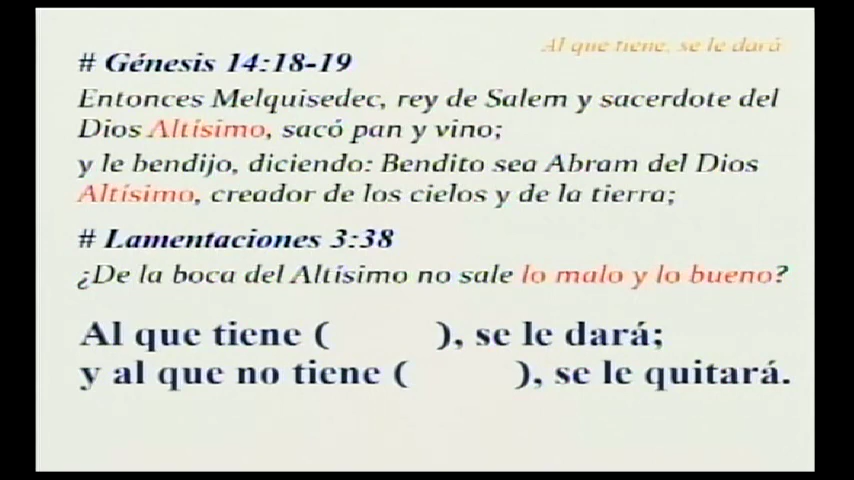 Al que tiene, se le dará
# Génesis 14:18-19
Entonces Melquisedec, rey de Salem y sacerdote del
Dios Altísimo, sacó pan y vino;
y le bendijo, diciendo: Bendito sea Abram del Dios
Altísimo, creador de los cielos y de la tierra;
# Lamentaciones 3:38
¿De la boca del Altísimo no sale lo malo y lo bueno?
Al que tiene (          ), se le dará;
y al que no tiene (          ), se le quitará.